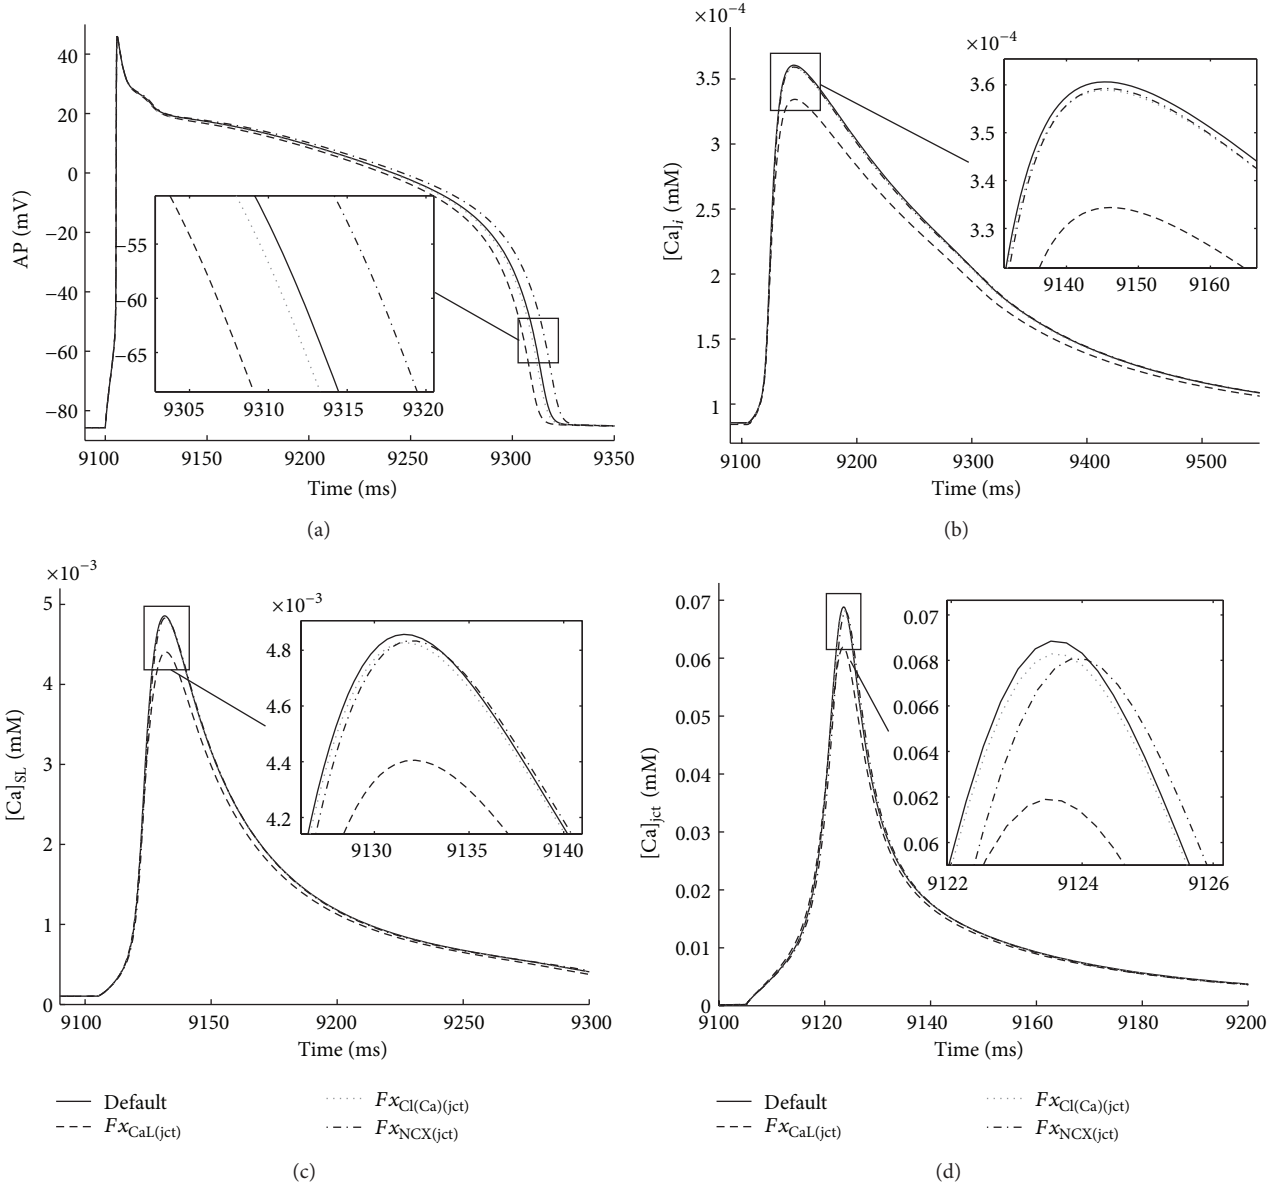 40
20
0
−20
−40
−60
−80
AP (mV)
9100 9150 9200 9250 9300 9350
Time (ms)
−55
−60
−65
9305 9310 9315 9320
(a)
×10−4
3.5
3
2.5
2
1.5
1
[Ca]i (mM)
9100 9200 9300 9400 9500
Time (ms)
×10−4
3.6
3.5
3.4
3.3
9140 9150 9160
(b)
×10−3
5
4
3
2
1
0
[Ca]SL (mM)
9100 9150 9200 9250 9300
Time (ms)
×10−3
4.8
4.6
4.4
4.2
9130 9135 9140
Default
FxCaL(jct)
FxCl(Ca)(jct)
FxNCX(jct)
(c)
0.07
0.06
0.05
0.04
0.03
0.02
0.01
0
[Ca]jct (mM)
9100 9120 9140 9160 9180 9200
Time (ms)
0.07
0.068
0.066
0.064
0.062
0.06
9122 9124 9126
Default
FxCaL(jct)
FxCl(Ca)(jct)
FxNCX(jct)
(d)